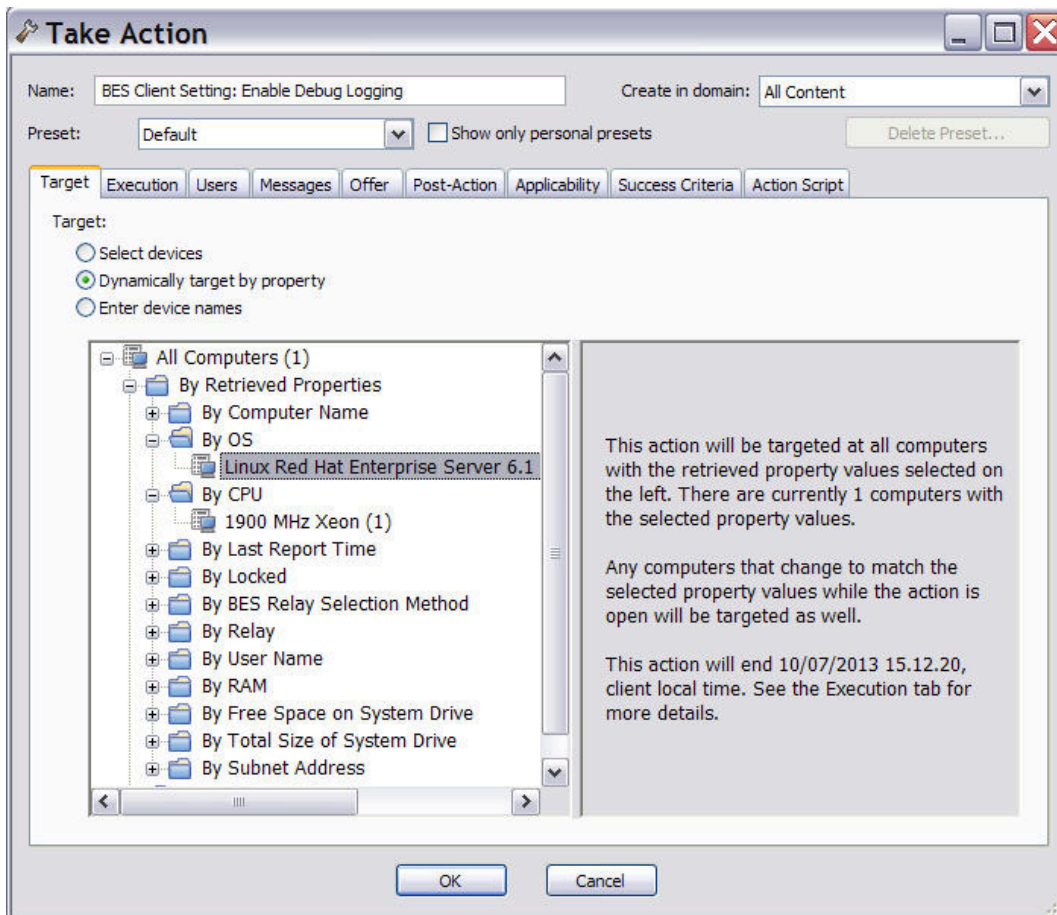 Take Action
Name: BES Client Setting: Enable Debug Logging Create in domain: All Content
Preset: Default Show only personal presets Delete Preset...
Target Execution Users Messages Offer Post-Action Applicability Success Criteria Action Script
Target:
Select devices
Dynamically target by property
Enter device names
All Computers (1)
By Retrieved Properties
By Computer Name
By OS
Linux Red Hat Enterprise Server 6.1
By CPU
1900 MHz Xeon (1)
By Last Report Time
By Locked
By BES Relay Selection Method
By Relay
By User Name
By RAM
By Free Space on System Drive
By Total Size of System Drive
By Subnet Address
This action will be targeted at all computers
with the retrieved property values selected on
the left. There are currently 1 computers with
the selected property values.
Any computers that change to match the
selected property values while the action is
open will be targeted as well.
This action will end 10/07/2013 15.12.20,
client local time. See the Execution tab for
more details.
OK Cancel